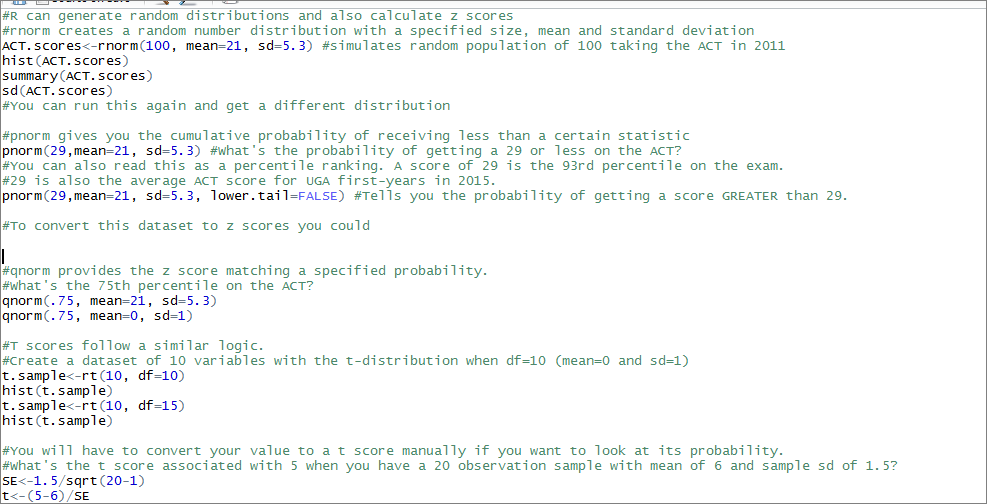 #R can generate random distributions and also calculate z scores
#rnorm creates a random number distribution with a specified size, mean and standard deviation
ACT.scores<-rnorm(100, mean=21, sd=5.3) #simulates random population of 100 taking the ACT in 2011
hist(ACT.scores)
summary(ACT.scores)
sd(ACT.scores)
#You can run this again and get a different distribution
#pnorm gives you the cumulative probability of receiving less than a certain statistic
pnorm(29,mean=21, sd=5.3) #What's the probability of getting a 29 or less on the ACT?
#You can also read this as a percentile ranking. A score of 29 is the 93rd percentile on the exam.
#29 is also the average ACT score for UGA first-years in 2015.
pnorm(29,mean=21, sd=5.3, lower.tail=FALSE) #Tells you the probability of getting a score GREATER than 29.
#To convert this dataset to z scores you could
#qnorm provides the z score matching a specified probability.
#What's the 75th percentile on the ACT?
qnorm(.75, mean=21, sd=5.3)
qnorm(.75, mean=0, sd=1)
#T scores follow a similar logic.
#Create a dataset of 10 variables with the t-distribution when df=10 (mean=0 and sd=1)
t.sample<-rt(10, df=10)
hist(t.sample)
t.sample<-rt(10, df=15)
hist(t.sample)
#You will have to convert your value to a t score manually if you want to look at its probability.
#What's the t score associated with 5 when you have a 20 observation sample with mean of 6 and sample sd of 1.5?
SE<-1.5/sqrt(20-1)
t<-(5-6)/SE